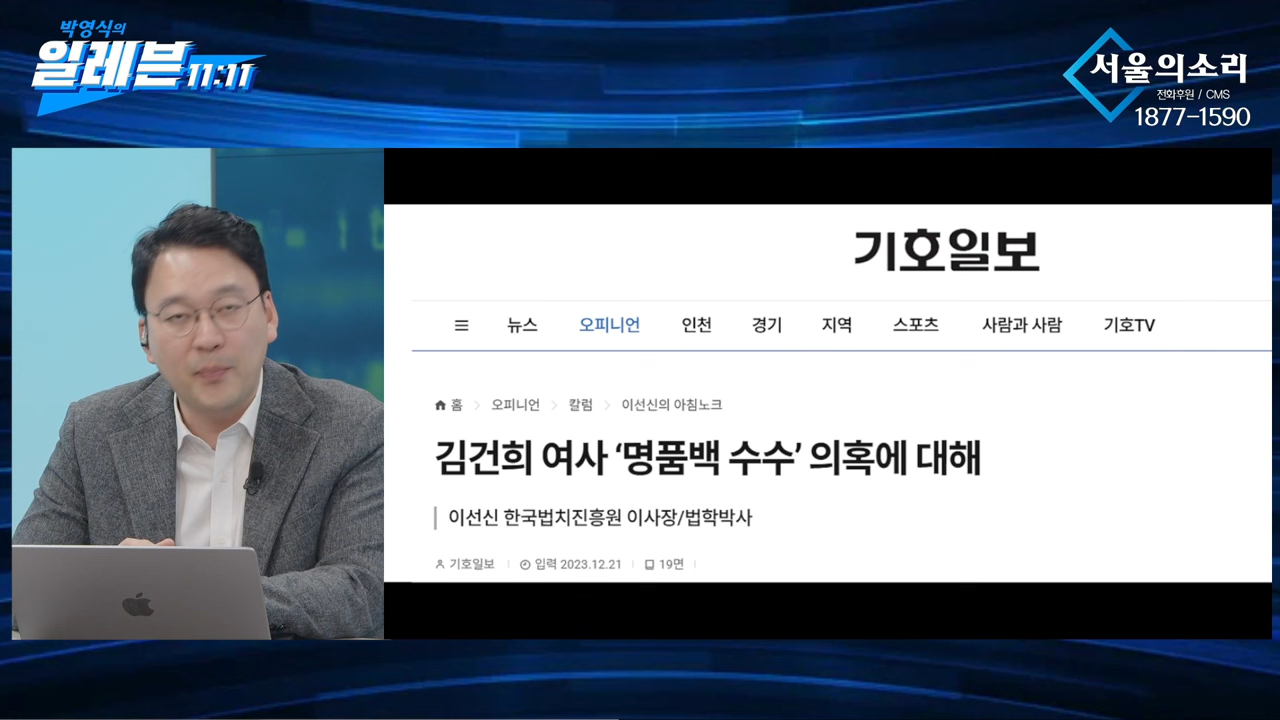 박영식의
일레븐 11:11
서울의소리
전화후원 / CMS
1877-1590
기호일보
뉴스 오피니언 인천 경기 지역 스포츠 사람과 사람 기호TV
홈 > 오피니언 > 칼럼 > 이선신의 아침노크
김건희 여사 ‘명품백 수수’ 의혹에 대해
이선신 한국법치진흥원 이사장/법학박사
기호일보 입력 2023.12.21 19면